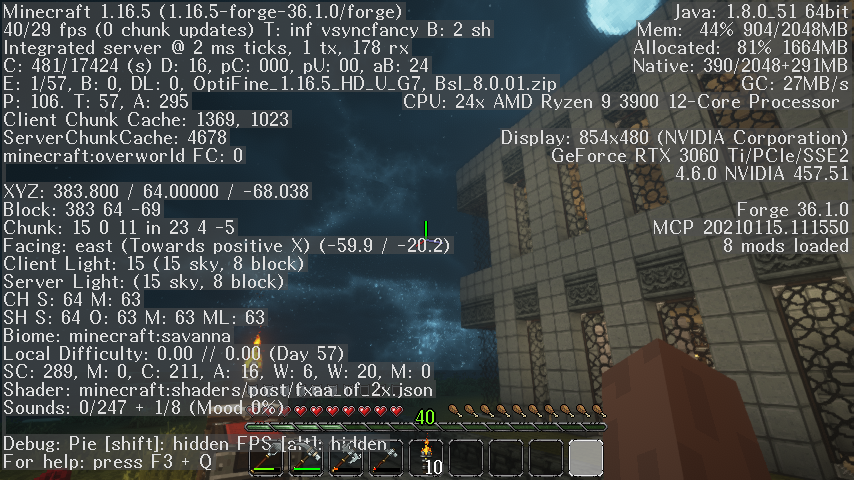 Minecraft 1.16.5 (1.16.5-forge-36.1.0/forge)
40/29 fps (0 chunk updates) T: inf vsyncfancy B: 2 sh
Integrated server @ 2 ms ticks, 1 tx, 178 rx
C: 481/17424 (s) D: 16, pC: 000, pU: 00, aB: 24
E: 1/57, B: 0, DL: 0, OptiFine_1.16.5_HD_U_G7, Bsl_8.0.01.zip
P: 106. T: 57, A: 295
Client Chunk Cache: 1369, 1023
ServerChunkCache: 4678
minecraft:overworld FC: 0
XYZ: 383.800 / 64.00000 / -68.038
Block: 383 64 -69
Chunk: 15 0 11 in 23 4 -5
Facing: east (Towards positive X) (-59.9 / -20.2)
Client Light: 15 (15 sky, 8 block)
Server Light: (15 sky, 8 block)
CH S: 64 M: 63
SH S: 64 O: 63 M: 63 ML: 63
Biome: minecraft:savanna
Local Difficulty: 0.00 // 0.00 (Day 57)
SC: 289, M: 0, C: 211, A: 16, W: 6, W: 20, M: 0
Shader: minecraft:shaders/post/fxaa_of_2x.json
Sounds: 0/247 + 1/8 (Mood 0%)
Debug: Pie [shift]: hidden FPS [alt]: hidden
For help: press F3 + Q
Java: 1.8.0_51 64bit
Mem: 44% 904/2048MB
Allocated: 81% 1664MB
Native: 390/2048+291MB
GC: 27MB/s
CPU: 24x AMD Ryzen 9 3900 12-Core Processor
Display: 854x480 (NVIDIA Corporation)
GeForce RTX 3060 Ti/PCIe/SSE2
4.6.0 NVIDIA 457.51
Forge 36.1.0
MCP 20210115.111550
8 mods loaded
40
10